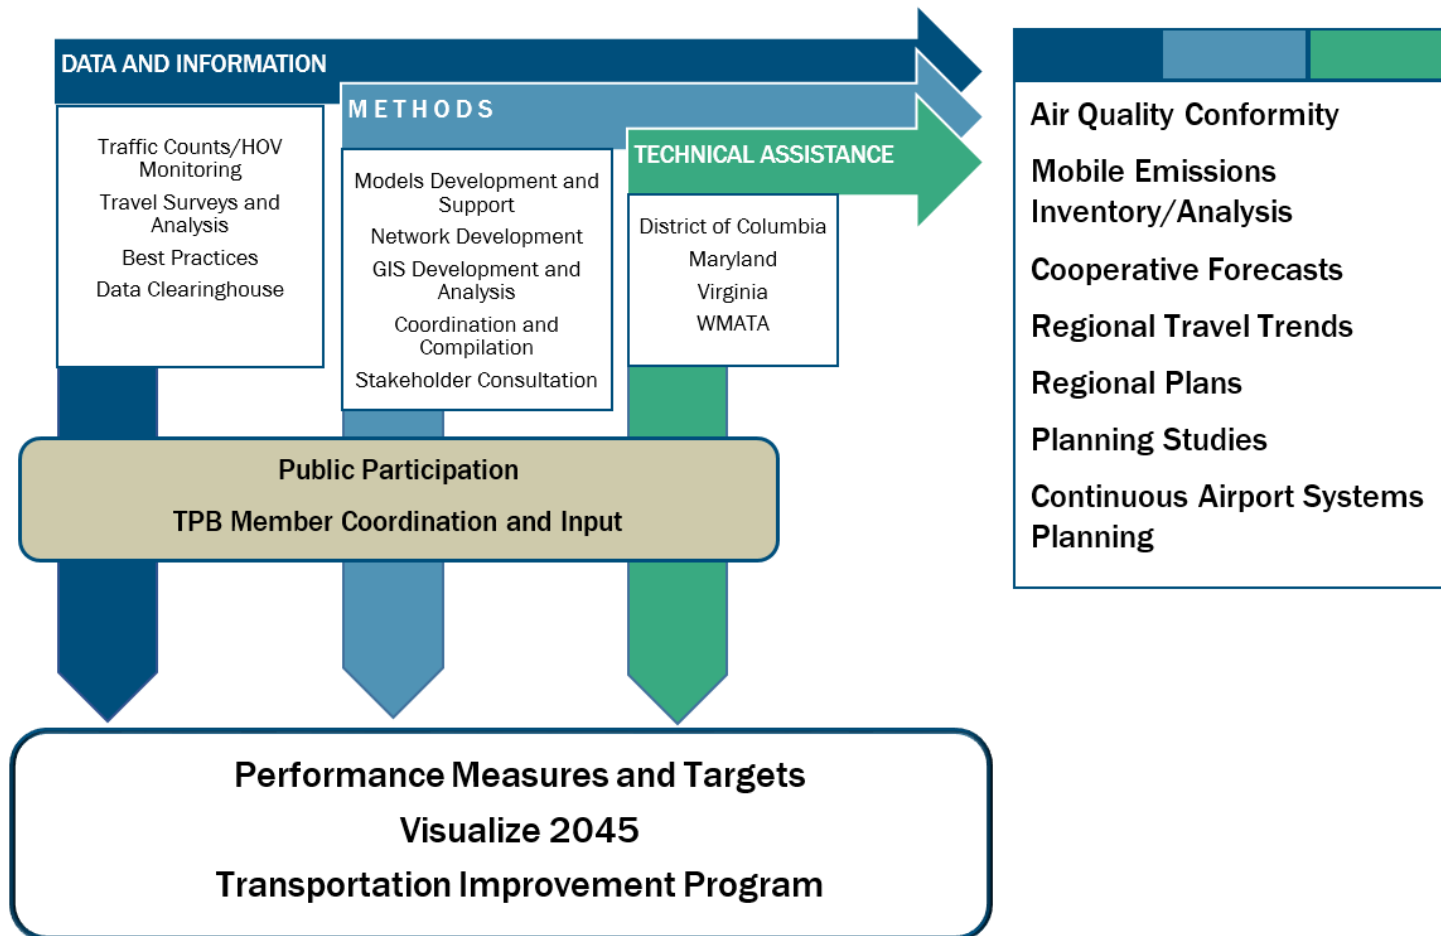 DATA AND INFORMATION
Traffic Counts/HOV
Monitoring
Travel Surveys and
Analysis
Best Practices
Data Clearinghouse
METHODS
Models Development and
Support
Network Development
GIS Development and
Analysis
Coordination and
Compilation
Stakeholder Consultation
TECHNICAL ASSISTANCE
District of Columbia
Maryland
Virginia
WMATA
Air Quality Conformity
Mobile Emissions
Inventory/Analysis
Cooperative Forecasts
Regional Travel Trends
Regional Plans
Planning Studies
Continuous Airport Systems
Planning
Public Participation
TPB Member Coordination and Input
Performance Measures and Targets
Visualize 2045
Transportation Improvement Program